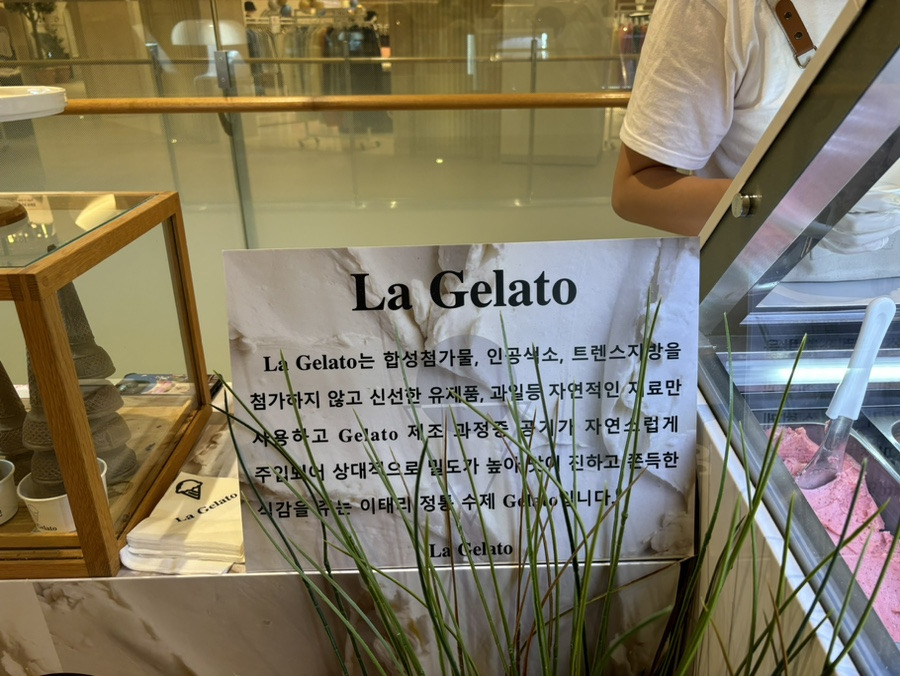 La Gelato
La Gelato는 합성첨가물, 인공색소, 트렌스지방을
첨가하지 않고 신선한 유제품, 과일등 자연적인 재료만
사용하고 Gelato 제조 과정중 공기가 자연스럽게
주입되어 상대적으로 밀도가 높아 맛이 진하고 쫀득한
식감을 주는 이태리 정통 수제 Gelato입니다.
La Gelato
La Gelato